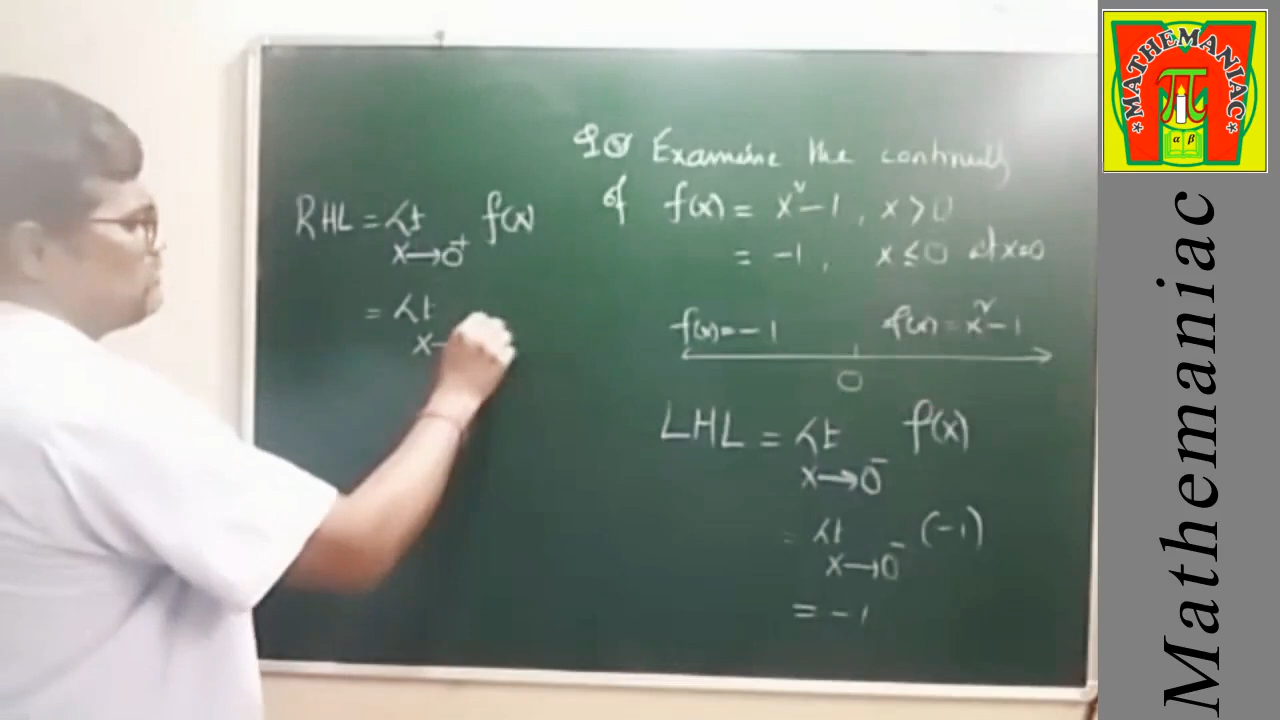 Examine the continuity
of f(x) = x² - 1 , x > 0
= -1 , x ≤ 0 at x=0
f(x) = -1 f(x) = x² - 1
0
LHL = Lt f(x)
x→0⁻
= Lt (-1)
x→0⁻
= -1
RHL = Lt f(x)
x→0⁺
= Lt
x→
*MATHEMANIAC*
π
α β
Mathemaniac